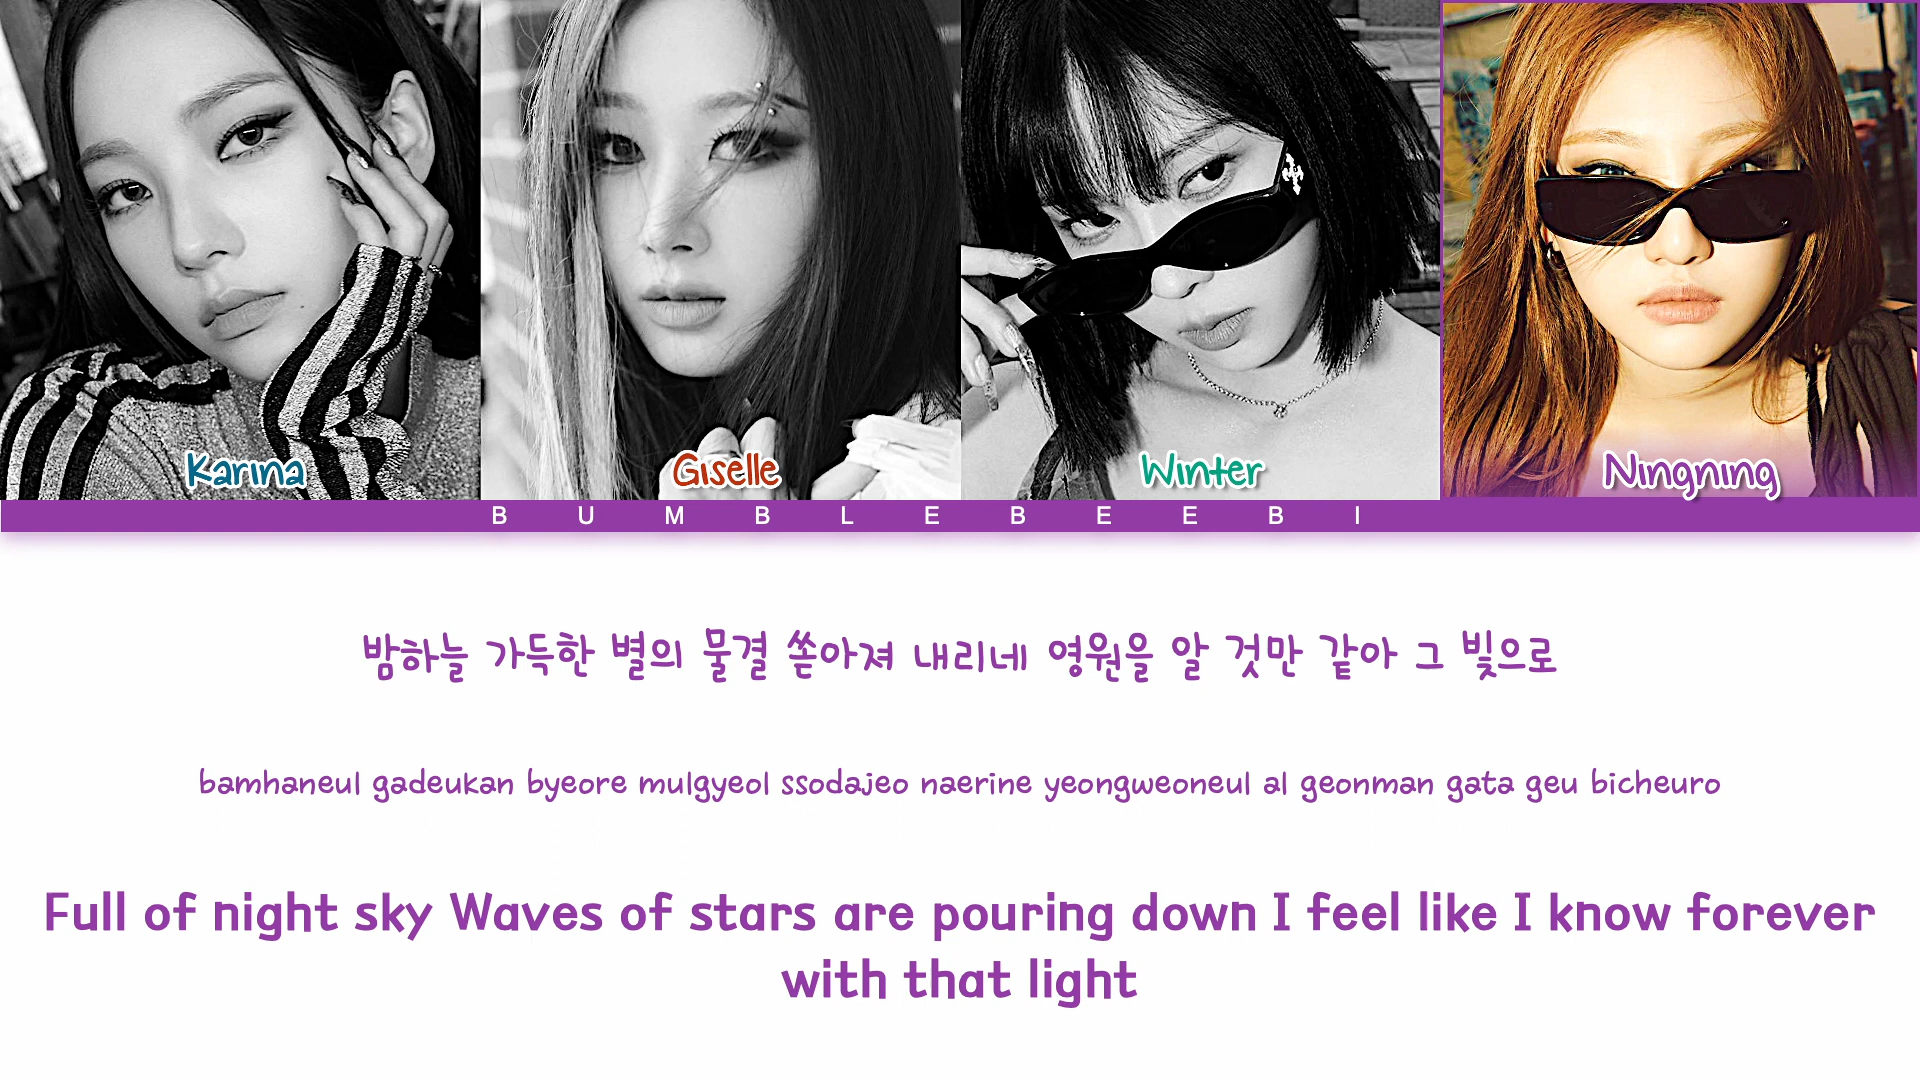 Karina
Giselle
Winter
Ningning
B U M B L E B E E B I
밤하늘 가득한 별의 물결 쏟아져 내리네 영원을 알 것만 같아 그 빛으로
bamhaneul gadeukan byeore mulgyeol ssodajeo naerine yeongweoneul al geonman gata geu bicheuro
Full of night sky Waves of stars are pouring down I feel like I know forever
with that light